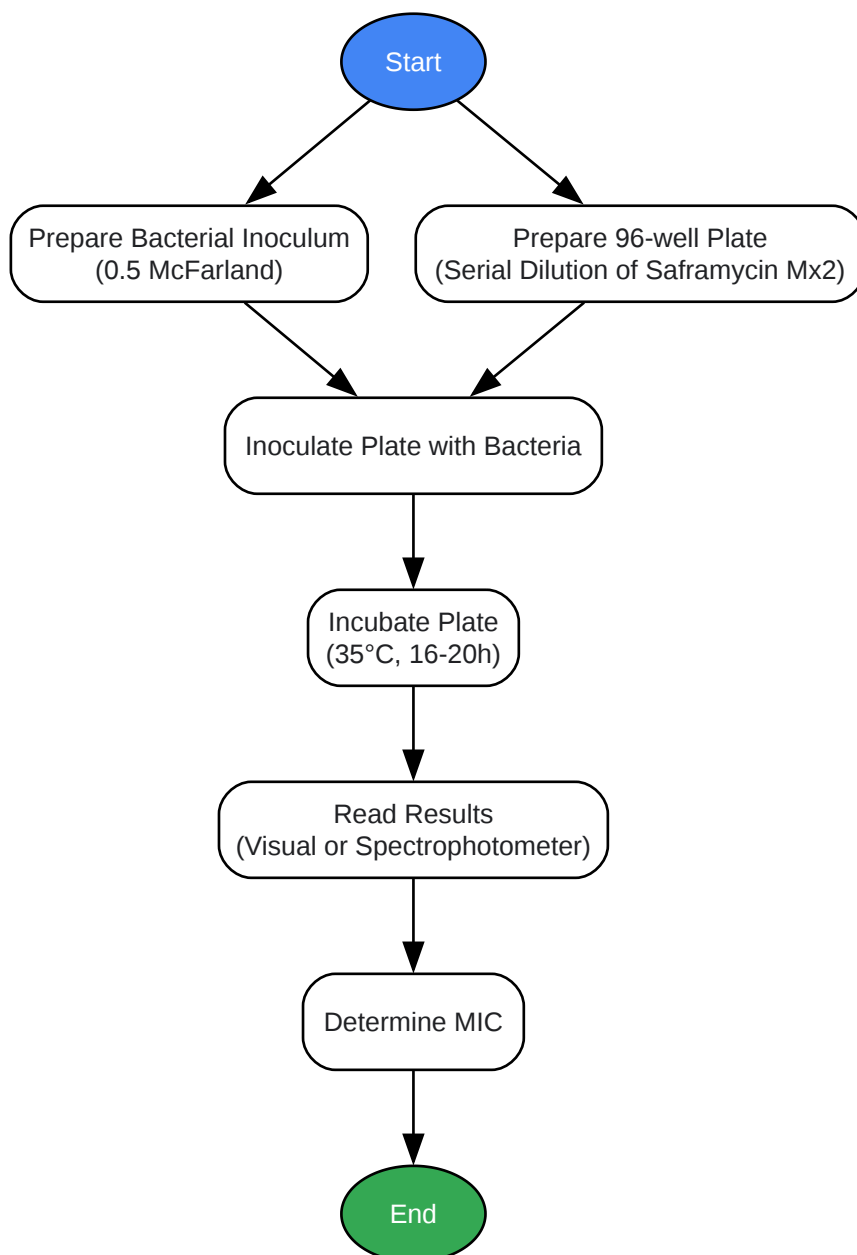 Start
Prepare Bacterial Inoculum
(0.5 McFarland)
Prepare 96-well Plate
(Serial Dilution of Saframycin Mx2)
Inoculate Plate with Bacteria
Incubate Plate
(35°C, 16-20h)
Read Results
(Visual or Spectrophotometer)
Determine MIC
End